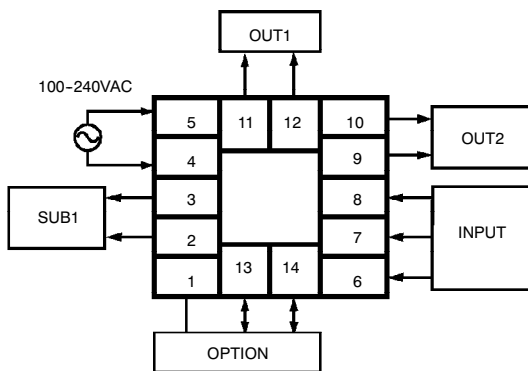 OUT1
100-240VAC
5 11 12 10
OUT2
4 9
3 8
SUB1
2 7
INPUT
1 13 14 6
OPTION